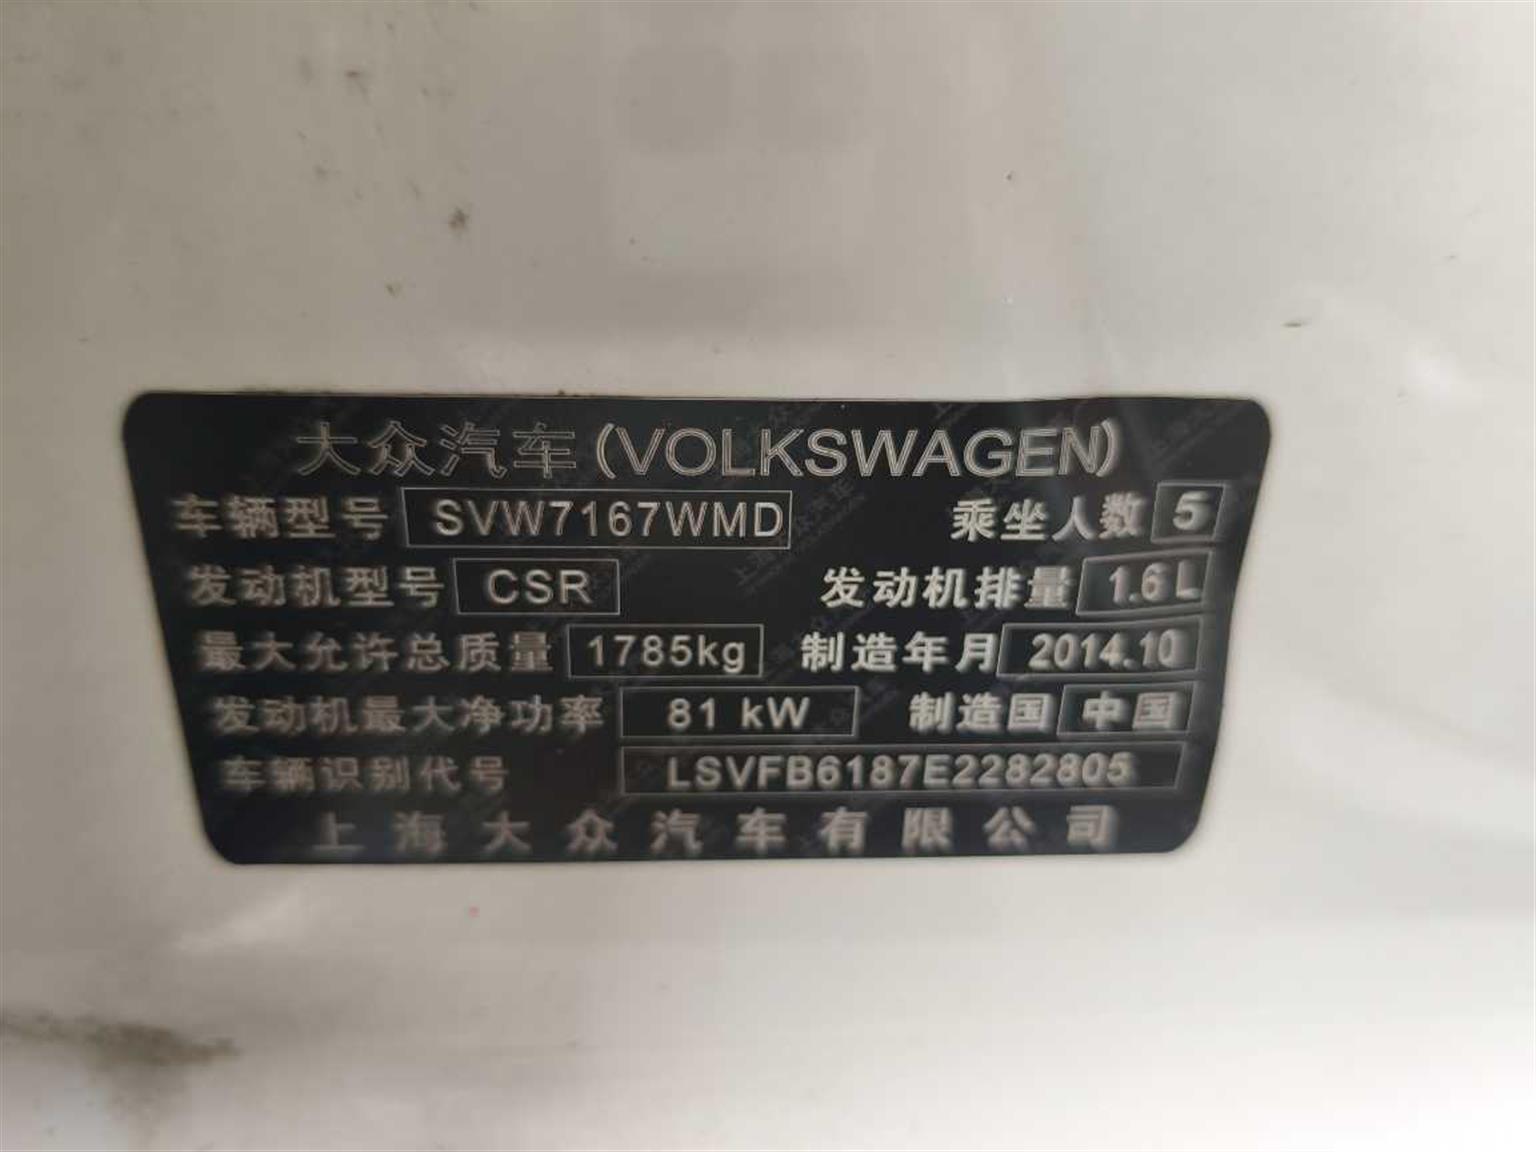 大众汽车(VOLKSWAGEN)
车辆型号 SVW7167WMD 乘坐人数 5
发动机型号 CSR 发动机排量 1.6L
最大允许总质量 1785kg 制造年月 2014.10
发动机最大净功率 81 kW 制造国 中国
车辆识别代号 LSVFB6187E2282805
上海大众汽车有限公司